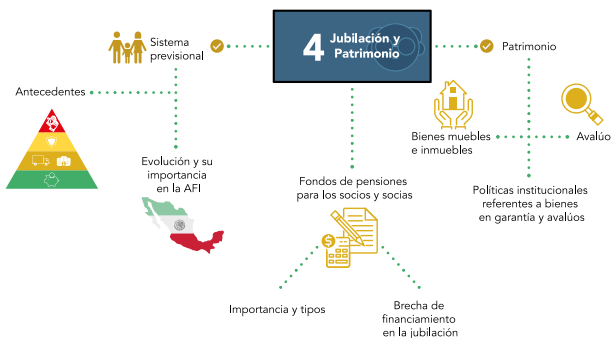 4 Jubilación y
Patrimonio
Sistema
previsional
Patrimonio
Antecedentes
Evolución y su
importancia
en la AFI
Bienes muebles
e inmuebles
Avalúo
Fondos de pensiones
para los socios y socias
Políticas institucionales
referentes a bienes
en garantía y avalúos
$
Importancia y tipos
Brecha de
financiamiento
en la jubilación